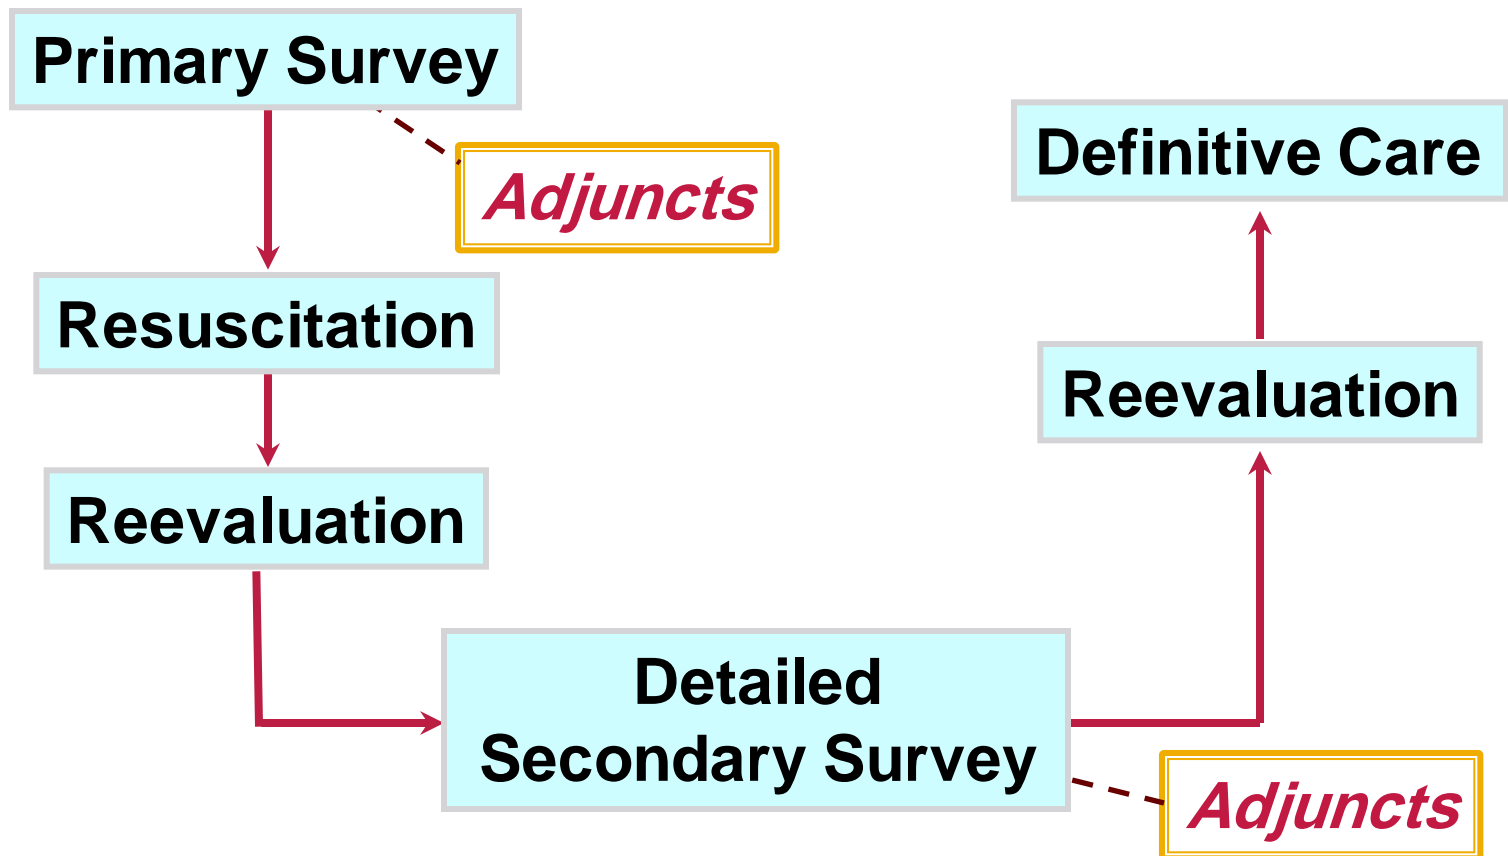 Primary Survey
Adjuncts
Resuscitation
Reevaluation
Detailed
Secondary Survey
Adjuncts
Reevaluation
Definitive Care